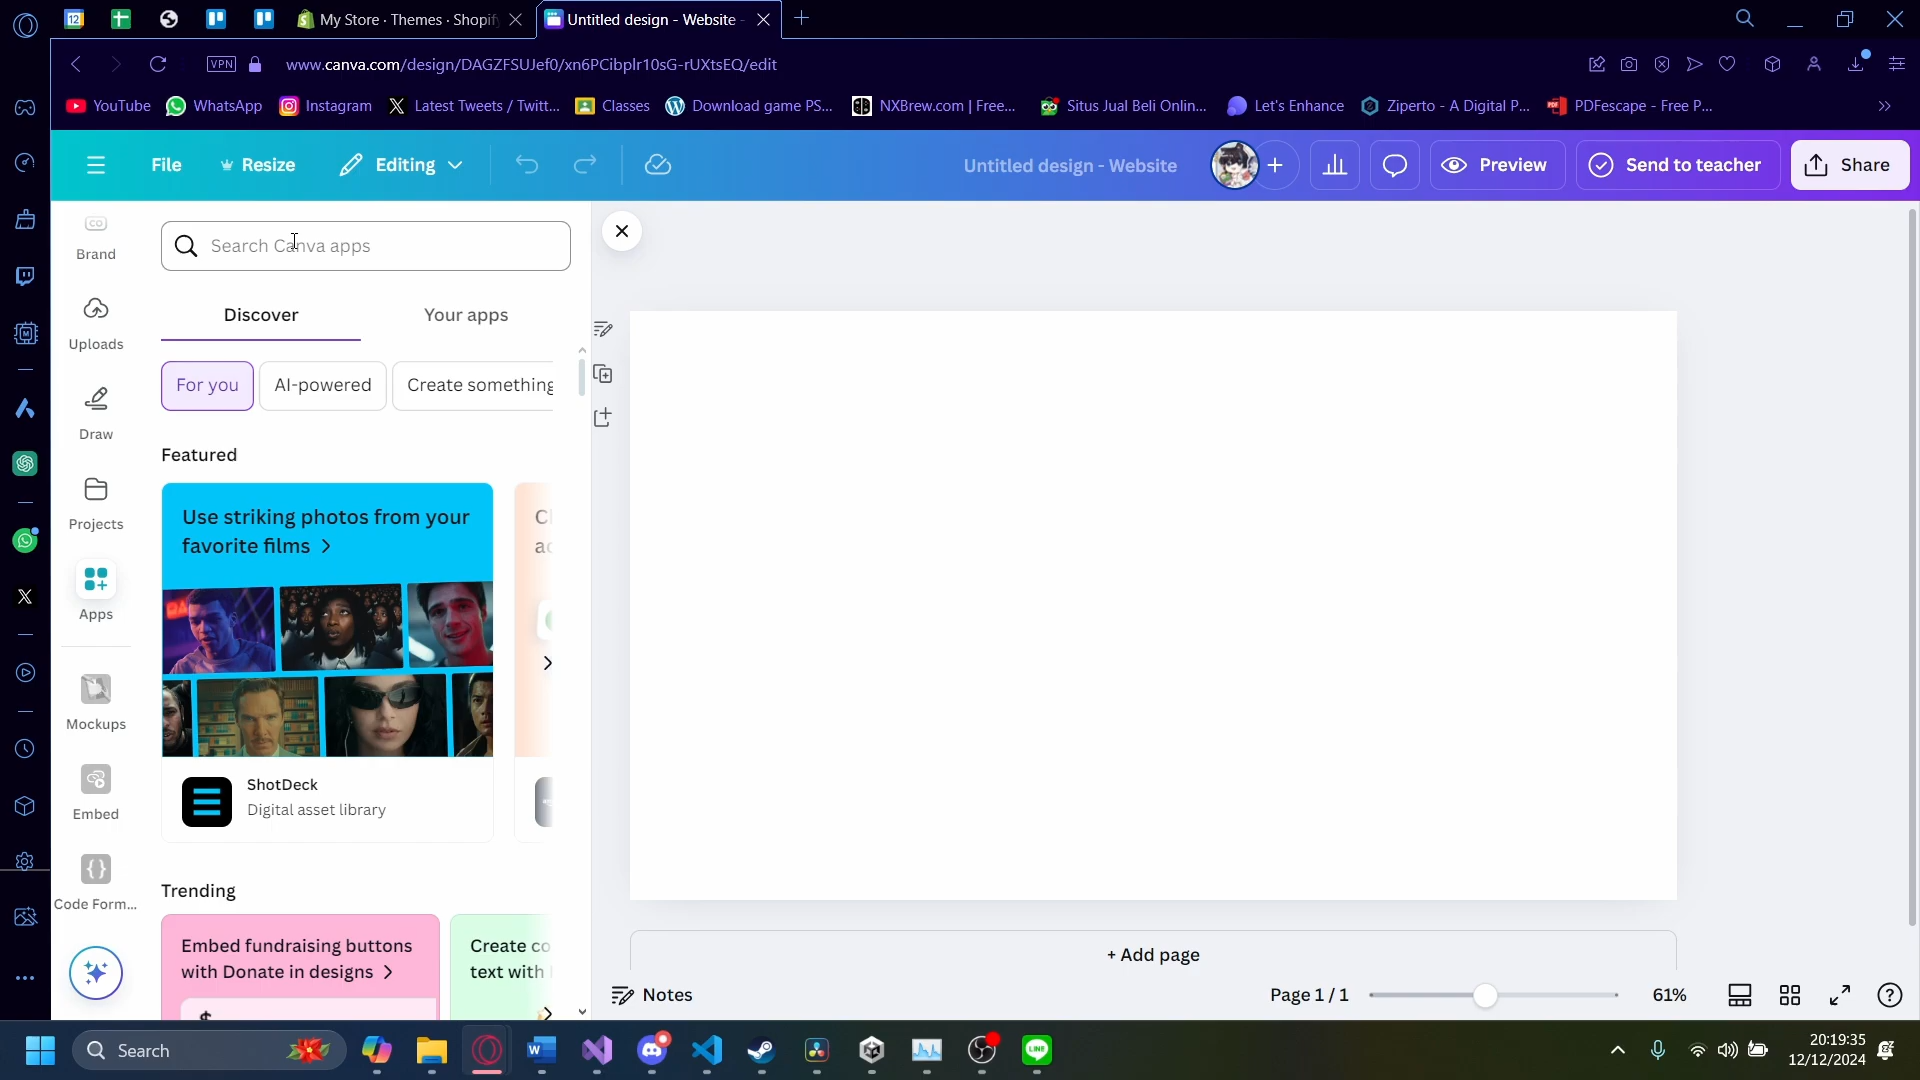 12
My Store · Themes · Shopif
Untitled design - Website -
VPN
www.canva.com/design/DAGZFSUJef0/xn6PCibplr10sG-rUXtsEQ/edit
YouTube
WhatsApp
Instagram
Latest Tweets / Twitt...
Classes
Download game PS...
NXBrew.com | Free...
Situs Jual Beli Onlin...
Let's Enhance
Ziperto - A Digital P...
PDFescape - Free P...
File
Resize
Editing
Untitled design - Website
Preview
Send to teacher
Share
Brand
Uploads
Draw
Projects
Apps
Mockups
Embed
Code Form...
Search Canva apps
Discover
Your apps
For you
AI-powered
Create something
Featured
Use striking photos from your
favorite films
ShotDeck
Digital asset library
Trending
Embed fundraising buttons
with Donate in designs
$
Create co
text with
+ Add page
Notes
Page 1 / 1
61%
Search
20:19:35
12/12/2024